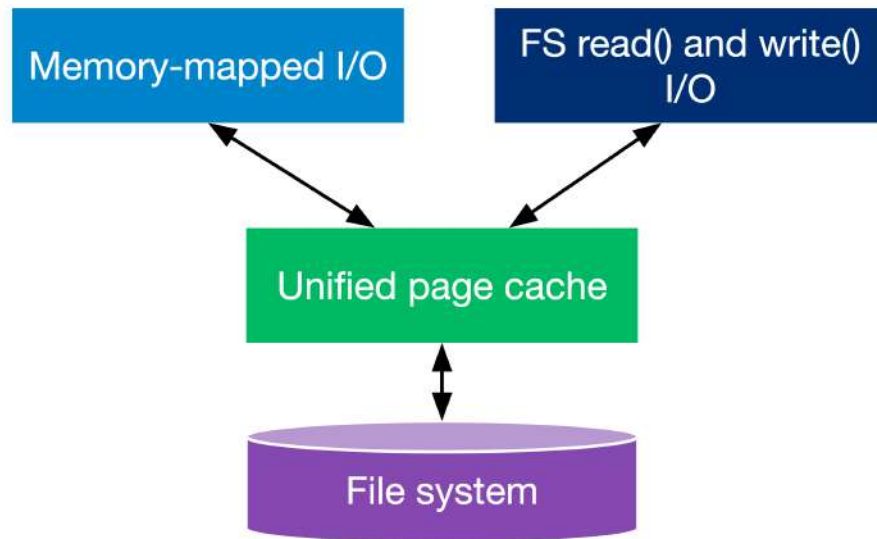 Memory-mapped I/O
FS read() and write()
I/O
Unified page cache
File system